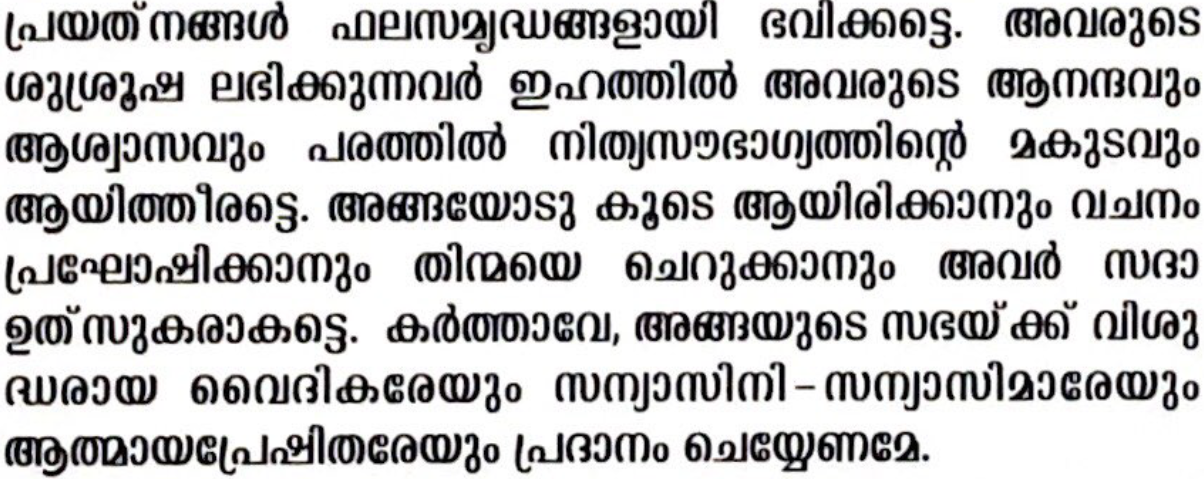 പ്രയത്നങ്ങൾ ഫലസമൃദ്ധങ്ങളായി ഭവിക്കട്ടെ. അവരുടെ
ശുശ്രൂഷ ലഭിക്കുന്നവർ ഇഹത്തിൽ അവരുടെ ആനന്ദവും
ആശ്വാസവും പരത്തിൽ നിത്യസൗഭാഗ്യത്തിന്റെ മകുടവും
ആയിത്തീരട്ടെ. അങ്ങയോടു കൂടെ ആയിരിക്കാനും വചനം
പ്രഘോഷിക്കാനും തിന്മയെ ചെറുക്കാനും അവർ സദാ
ഉത്സുകരാകട്ടെ. കർത്താവേ, അങ്ങയുടെ സഭയ്ക്ക് വിശു
ദ്ധരായ വൈദികരേയും സന്യാസിനി-സന്യാസിമാരേയും
ആത്മായപ്രേഷിതരേയും പ്രദാനം ചെയ്യേണമേ.